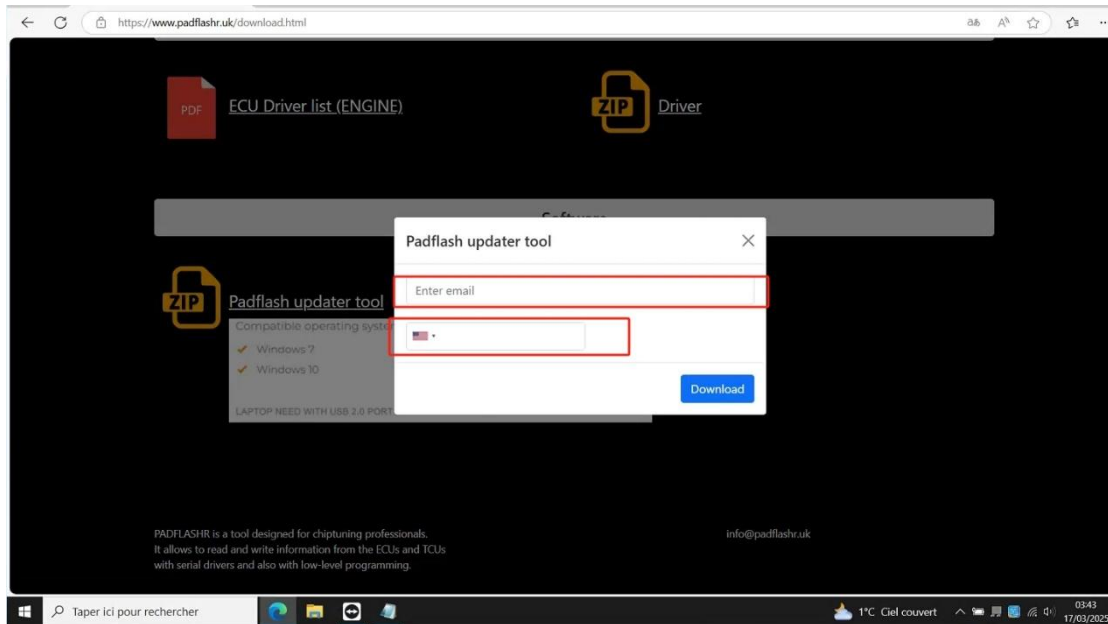 https://www.padflashr.uk/download.html
PDF
ECU Driver list (ENGINE)
ZIP
Driver
Software
Padflash updater tool
Enter email
ZIP
Padflash updater tool
Compatible operating system
Windows 7
Windows 10
LAPTOP NEED WITH USB 2.0 PORT
Download
PADFLASHR is a tool designed for chiptuning professionals.
It allows to read and write information from the ECUs and TCUs
with serial drivers and also with low-level programming.
info@padflashr.uk
Taper ici pour rechercher
1°C Ciel couvert
03:43
17/03/2025